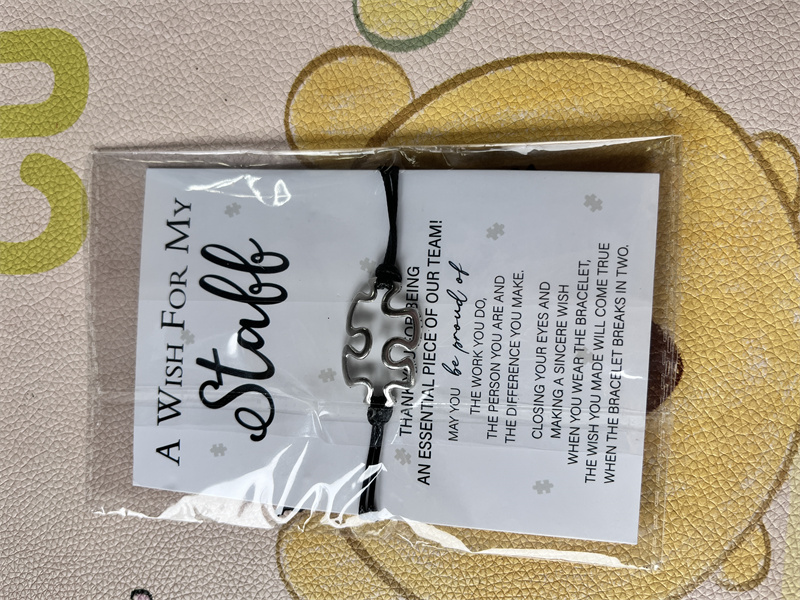 A WISH FOR MY
Staff
THANK YOU FOR BEING
AN ESSENTIAL PIECE OF OUR TEAM!
MAY YOU be proud of
THE WORK YOU DO,
THE PERSON YOU ARE AND
THE DIFFERENCE YOU MAKE.
CLOSING YOUR EYES AND
MAKING A SINCERE WISH
WHEN YOU WEAR THE BRACELET,
THE WISH YOU MADE WILL COME TRUE
WHEN THE BRACELET BREAKS IN TWO.